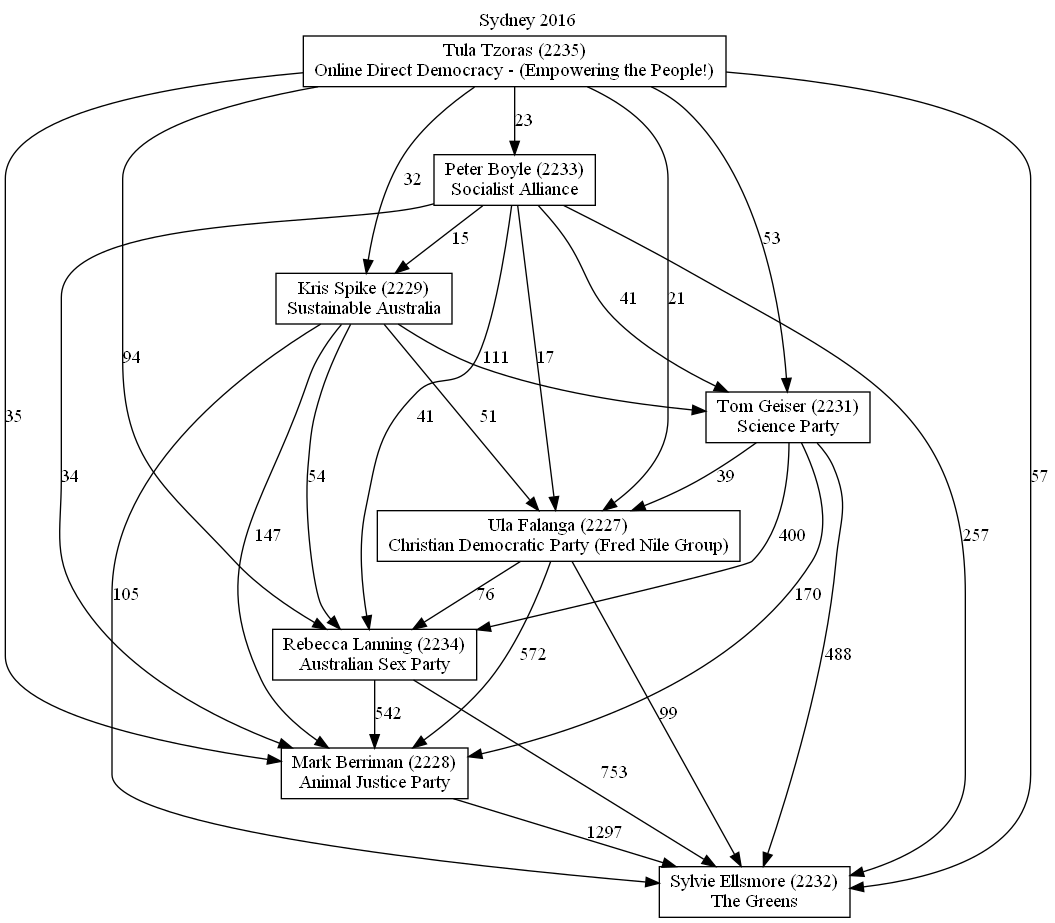 Sydney 2016
Tula Tzoras (2235)
Online Direct Democracy - (Empowering the People!)
23
Peter Boyle (2233)
Socialist Alliance
32
15
53
Kris Spike (2229)
Sustainable Australia
41
21
94
111
17
Tom Geiser (2231)
Science Party
35
41
51
34
54
39
57
Ula Falanga (2227)
Christian Democratic Party (Fred Nile Group)
147
400
257
105
76
170
Rebecca Lanning (2234)
Australian Sex Party
572
488
542
99
Mark Berriman (2228)
Animal Justice Party
753
1297
Sylvie Ellsmore (2232)
The Greens